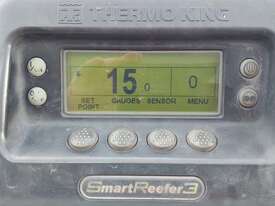 THERMO KING
15.0 0
SET POINT GAUGES SENSOR MENU
SmartReefer3